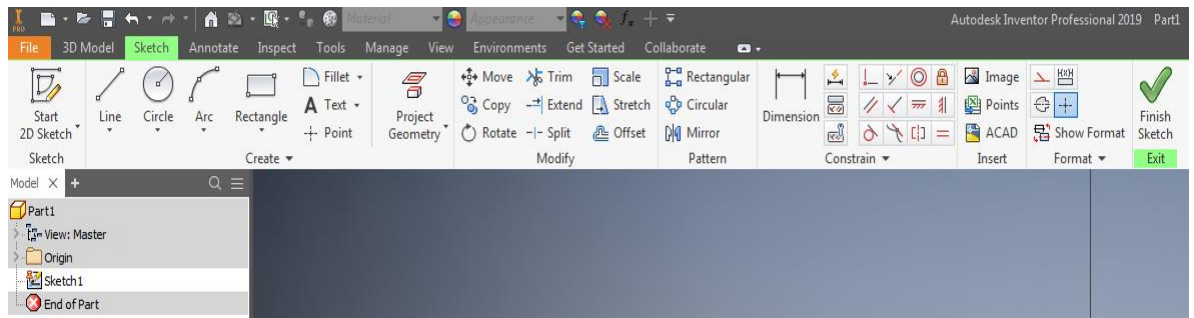 PRO Material Appearance Autodesk Inventor Professional 2019 Part1
File 3D Model Sketch Annotate Inspect Tools Manage View Environments Get Started Collaborate
Fillet Move Trim Scale Rectangular Image
Start Line Circle Arc Rectangle Text Project Copy Extend Stretch Circular Dimension Points Finish
2D Sketch Point Geometry Rotate Split Offset Mirror ACAD Show Format Sketch
Sketch Create Modify Pattern Constrain Insert Format Exit
Model
Part1
View: Master
Origin
Sketch1
End of Part